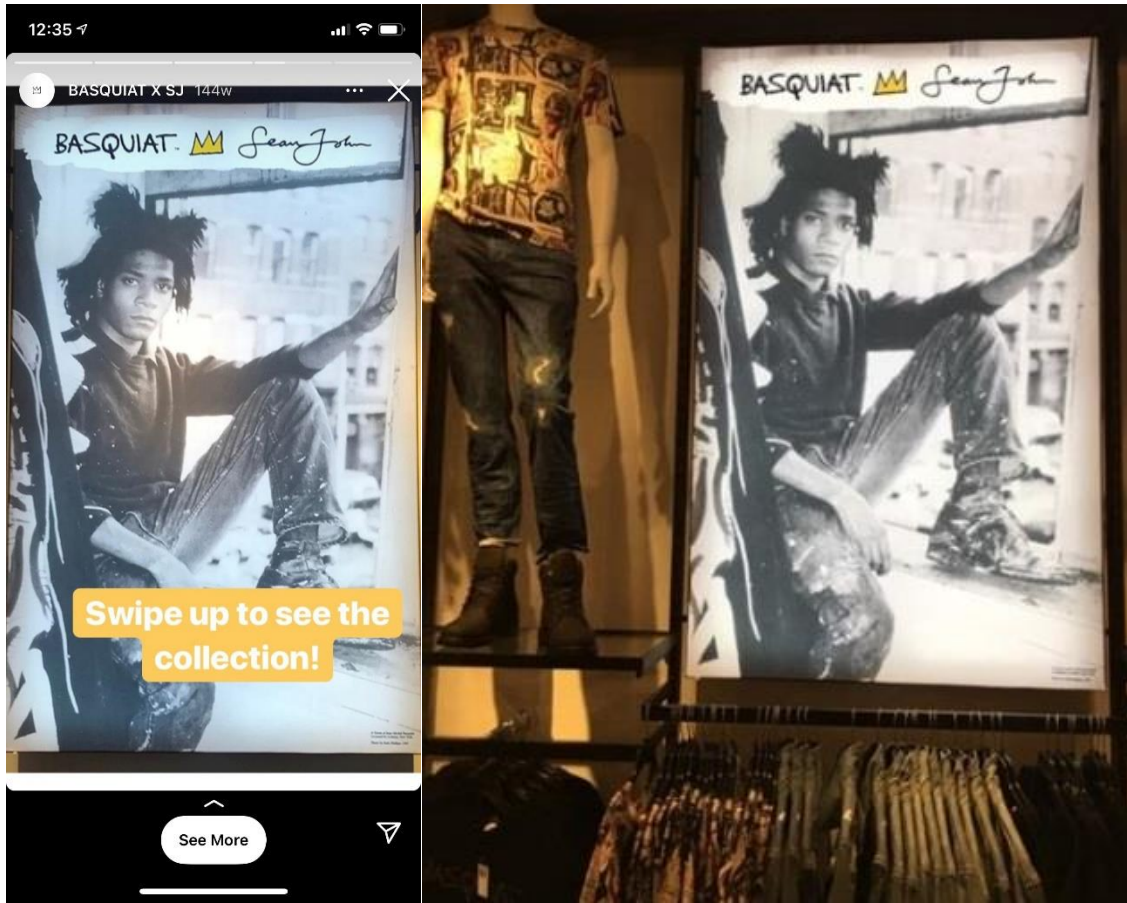 12:35
BASQUIAT X SJ 144w
BASQUIAT. Sean John
Swipe up to see the
collection!
See More
BASQUIAT. Sean John